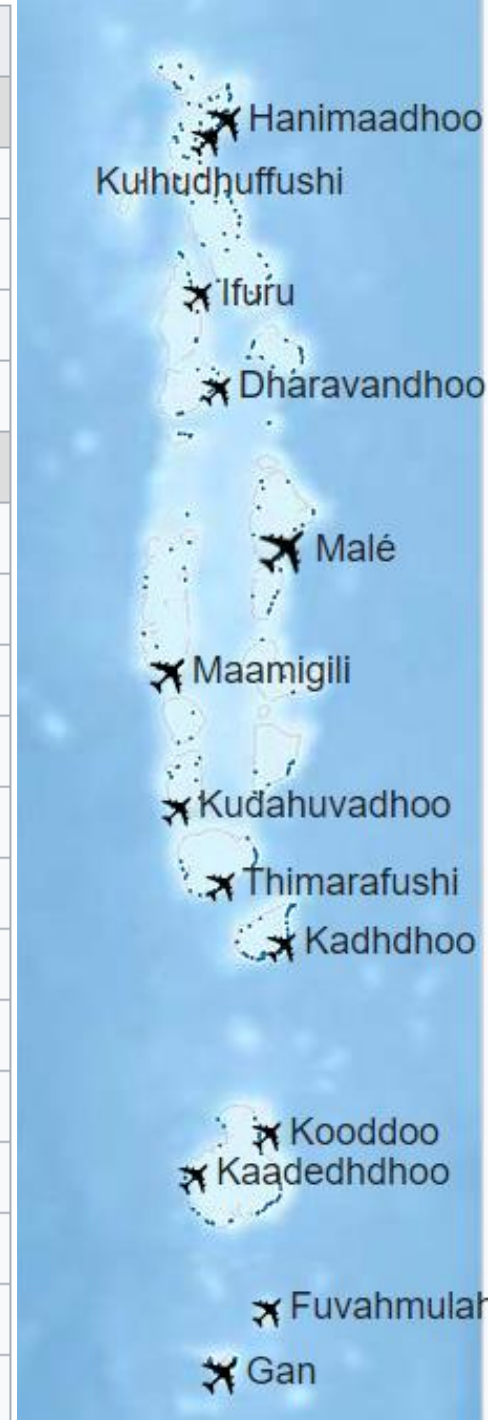 Hanimaadhoo
Kulhudhuffushi
Ifuru
Dharavandhoo
Malé
Maamigili
Kudahuvadhoo
Thimarafushi
Kadhdhoo
Kooddoo
Kaadedhdhoo
Fuvahmulah
Gan